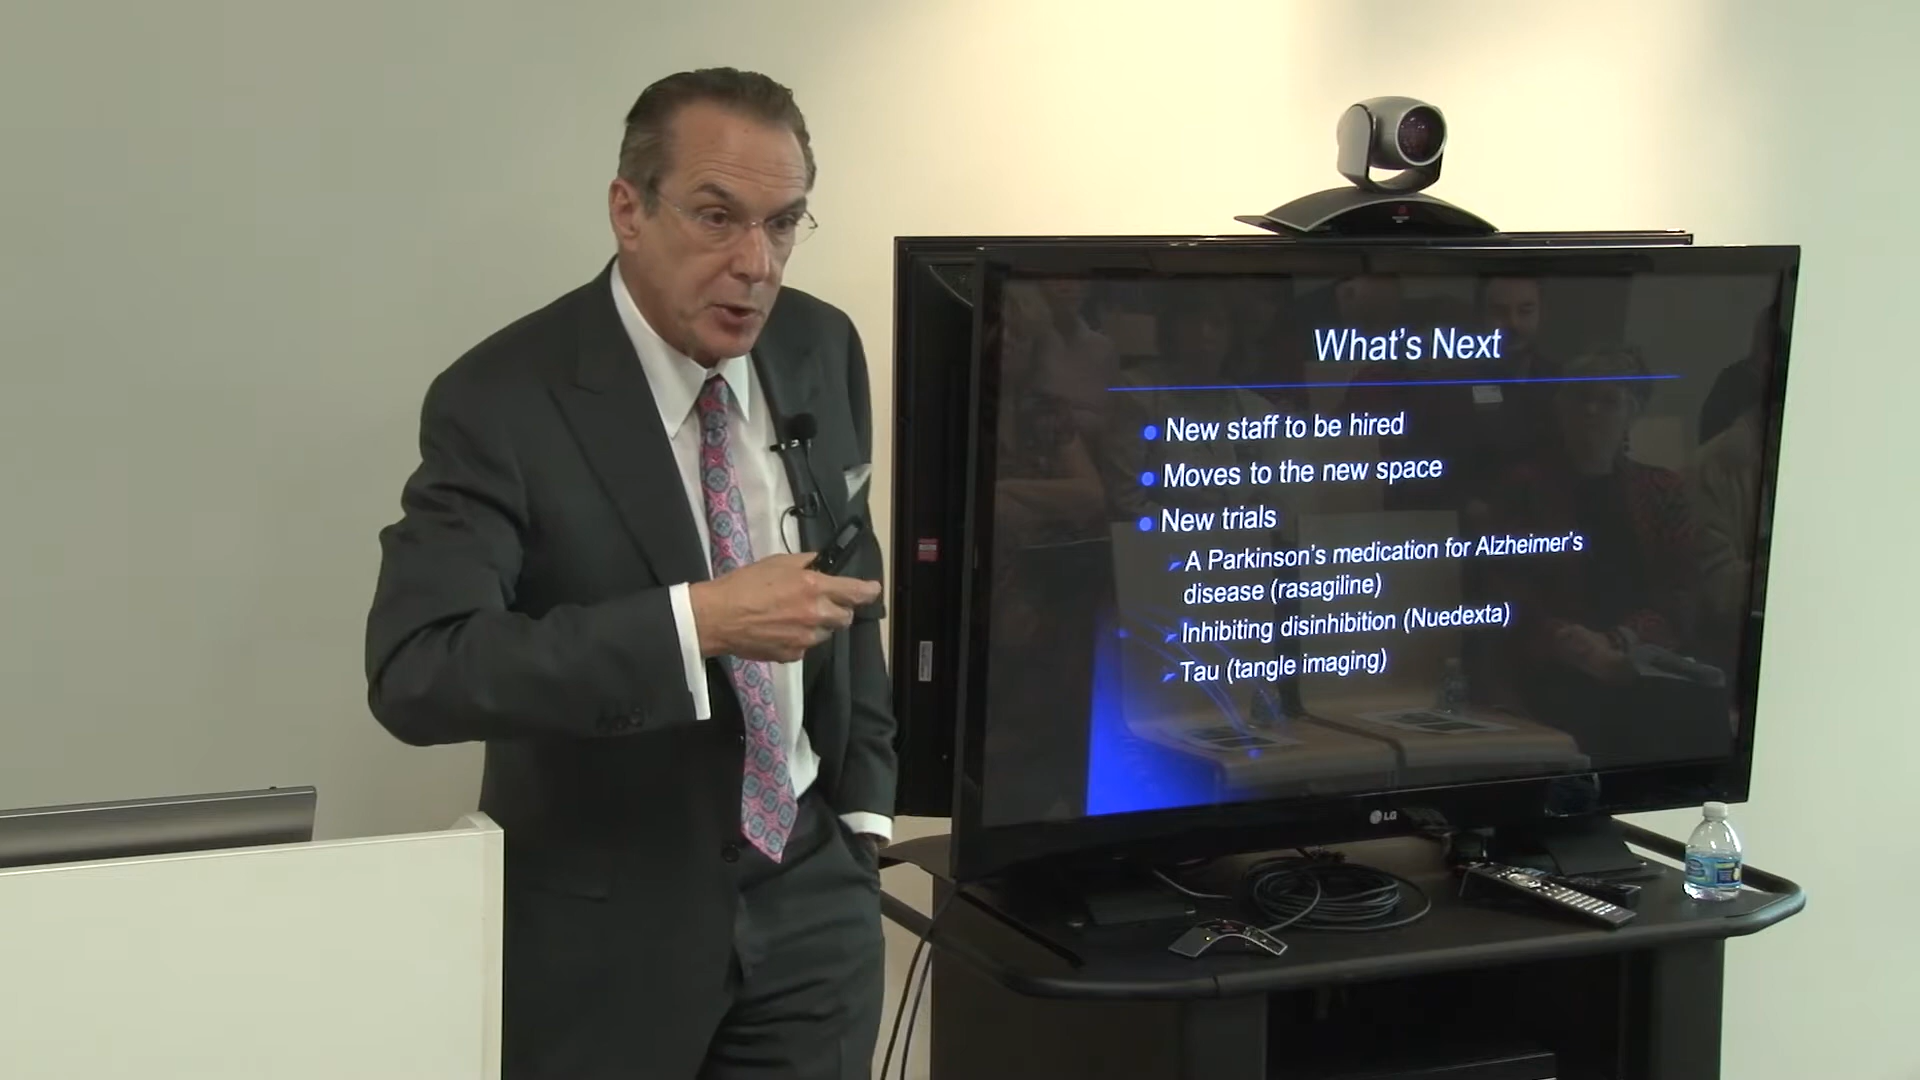 What's Next
New staff to be hired
Moves to the new space
New trials
A Parkinson's medication for Alzheimer's
disease (rasagiline)
Inhibiting disinhibition (Nuedexta)
Tau (tangle imaging)
LG